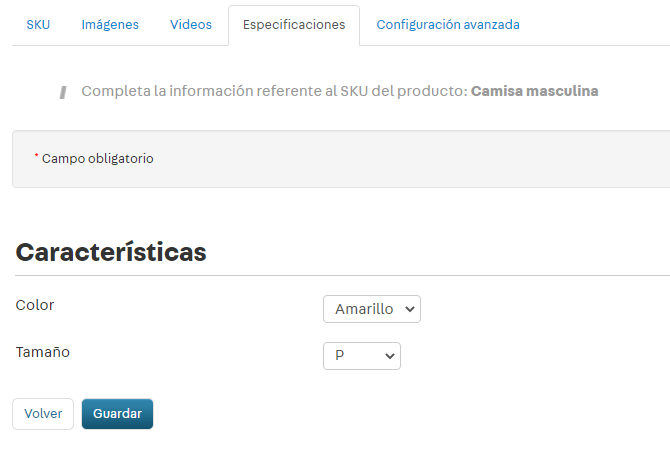 SKU Imágenes Videos Especificaciones Configuración avanzada
Completa la información referente al SKU del producto: Camisa masculina
* Campo obligatorio
Características
Color Amarillo
Tamaño P
Volver Guardar